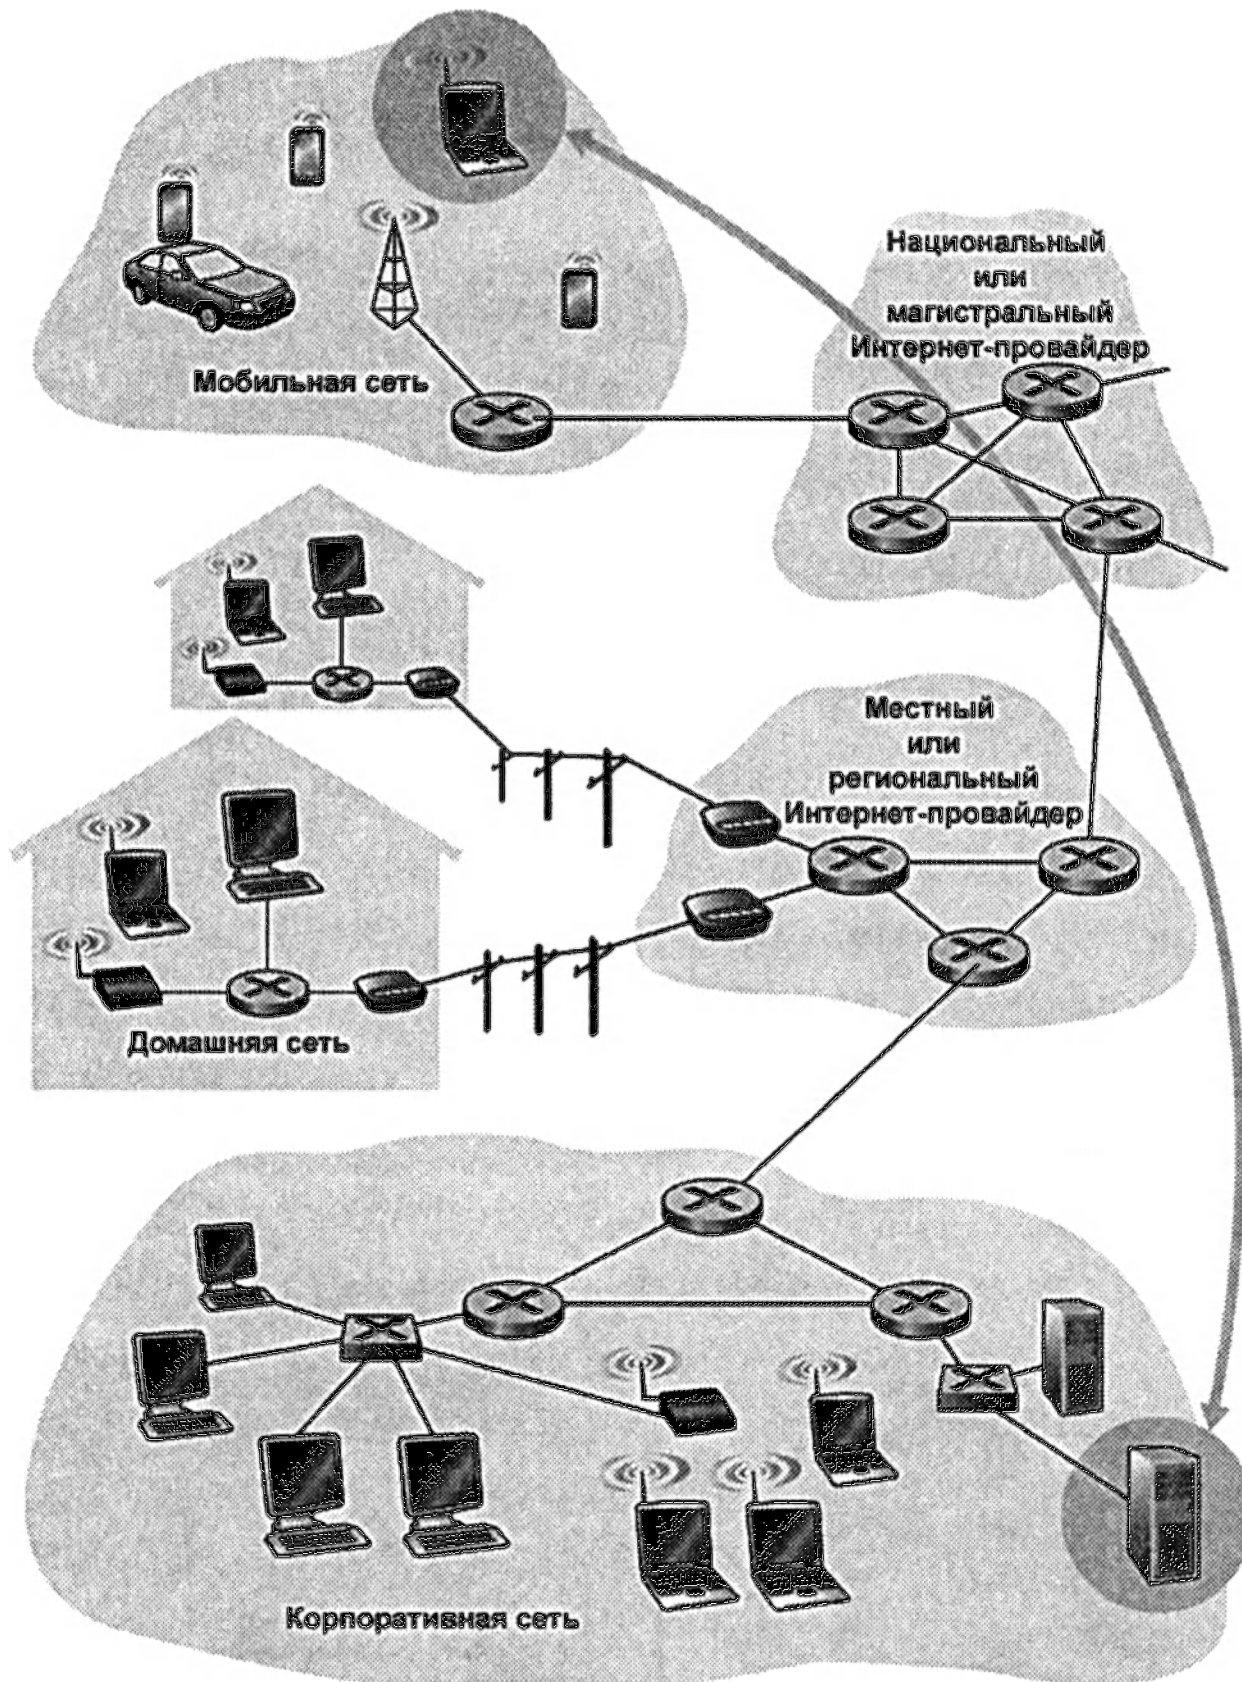 Национальный
или
магистральный
Интернет-провайдер
Мобильная сеть
Местный
или
региональный
Интернет-провайдер
Домашняя сеть
Корпоративная сеть